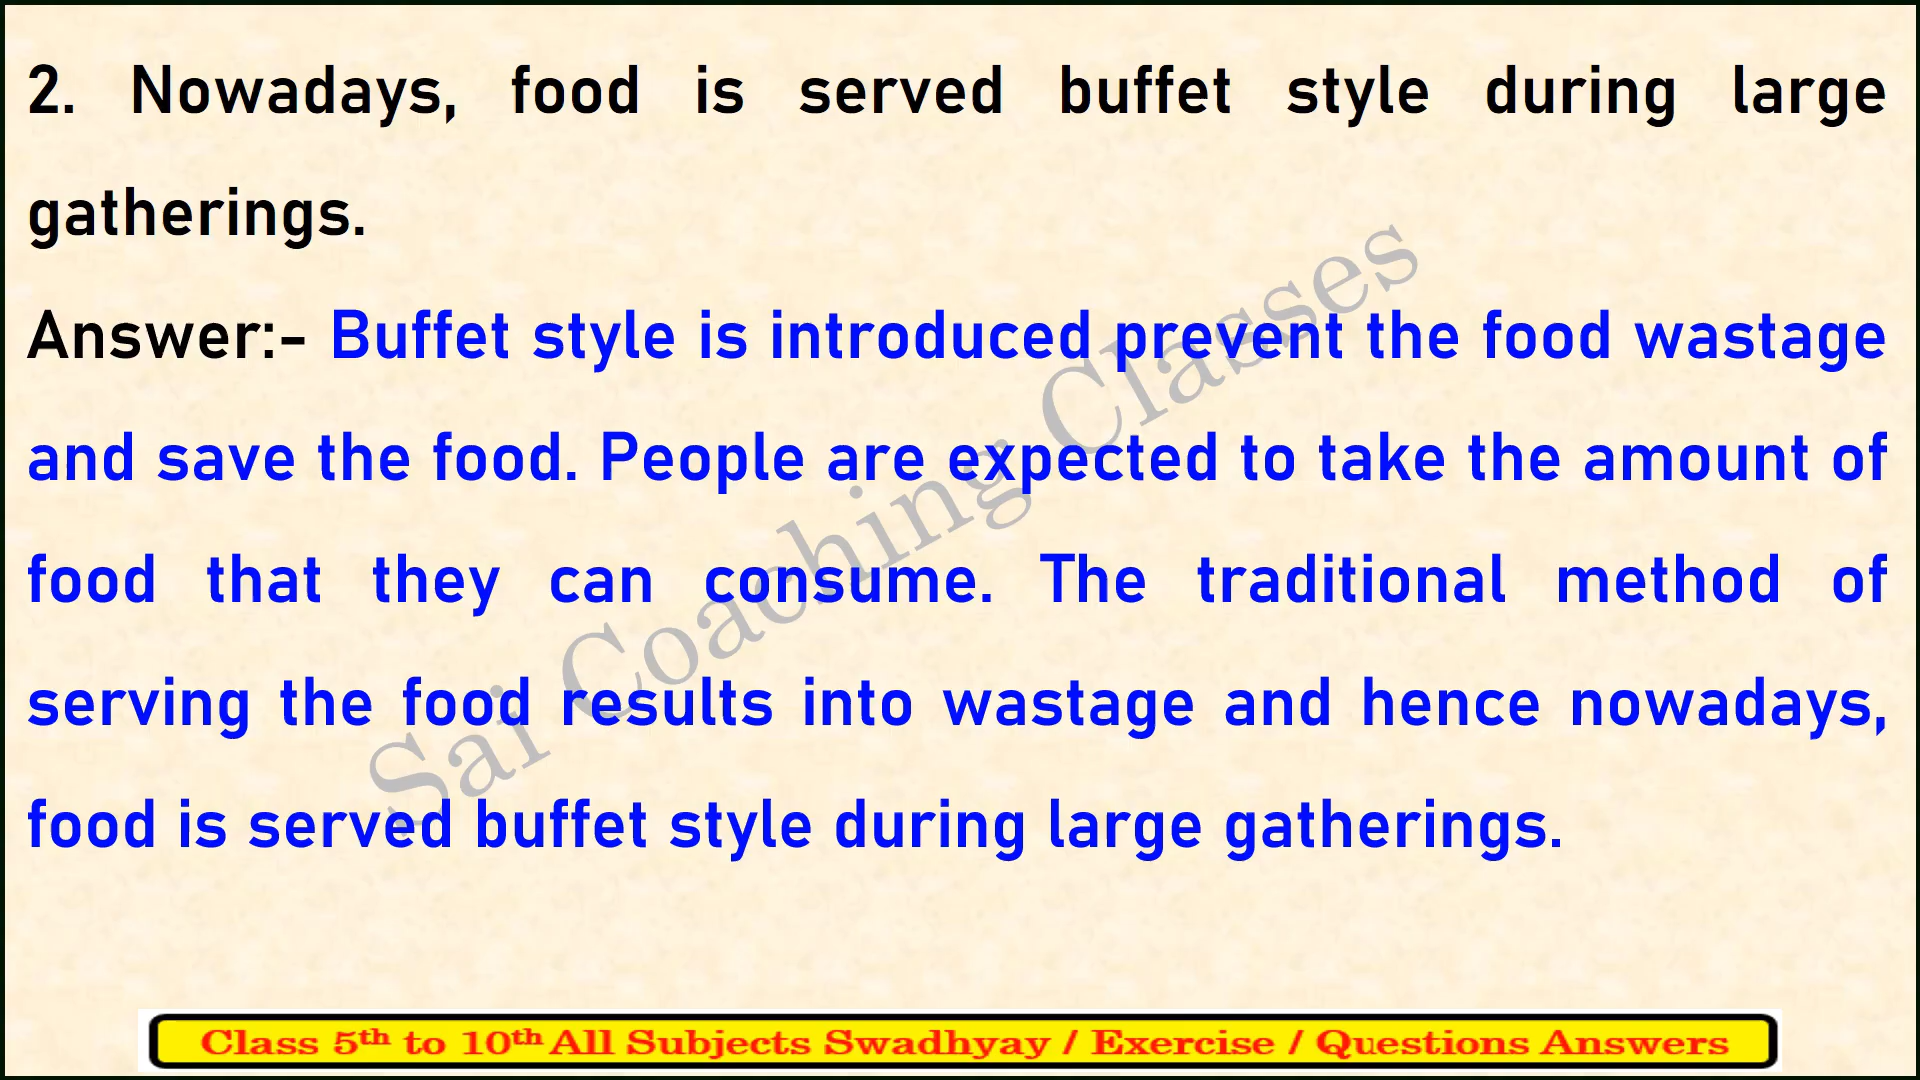 2. Nowadays, food is served buffet style during large
gatherings.
Answer:- Buffet style is introduced prevent the food wastage
and save the food. People are expected to take the amount of
food that they can consume. The traditional method of
serving the food results into wastage and hence nowadays,
food is served buffet style during large gatherings.
Sai Coaching Classes
Class 5th to 10th All Subjects Swadhyay / Exercise / Questions Answers